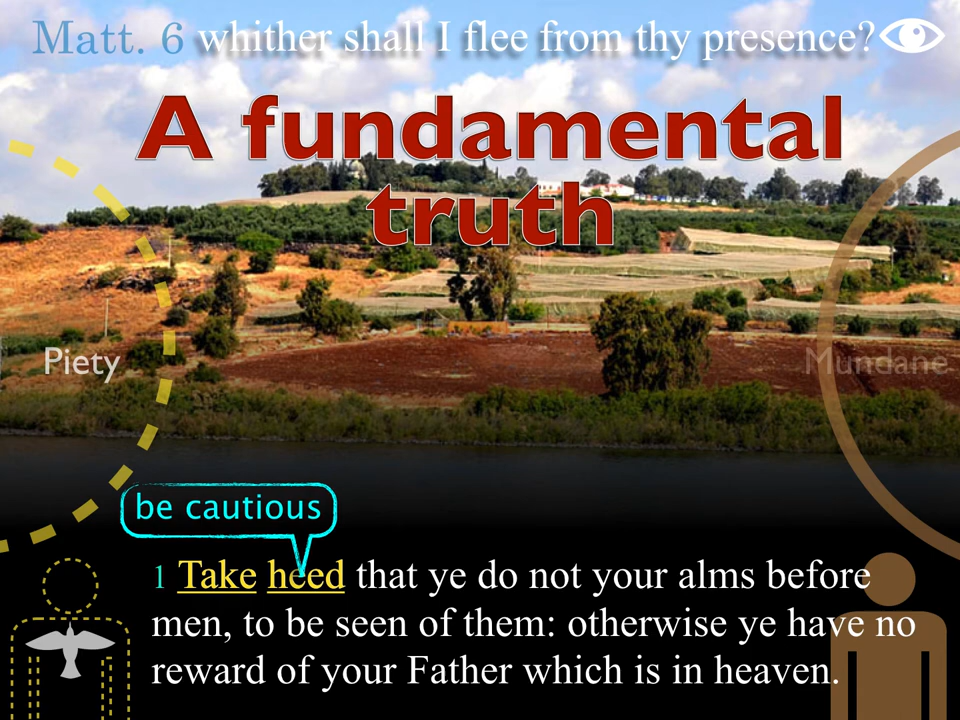 Matt. 6 whither shall I flee from thy presence?
A fundamental
truth
Piety
Mundane
be cautious
1 Take heed that ye do not your alms before
men, to be seen of them: otherwise ye have no
reward of your Father which is in heaven.